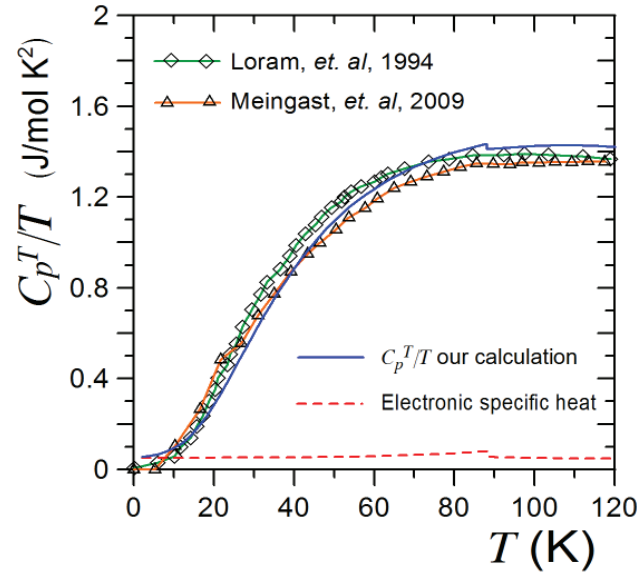 Loram, et. al, 1994
Meingast, et. al, 2009
C_p^T/T (J/mol K²)
2
1.6
1.2
0.8
0.4
0
C_p^T/T our calculation
Electronic specific heat
0 20 40 60 80 100 120
T (K)